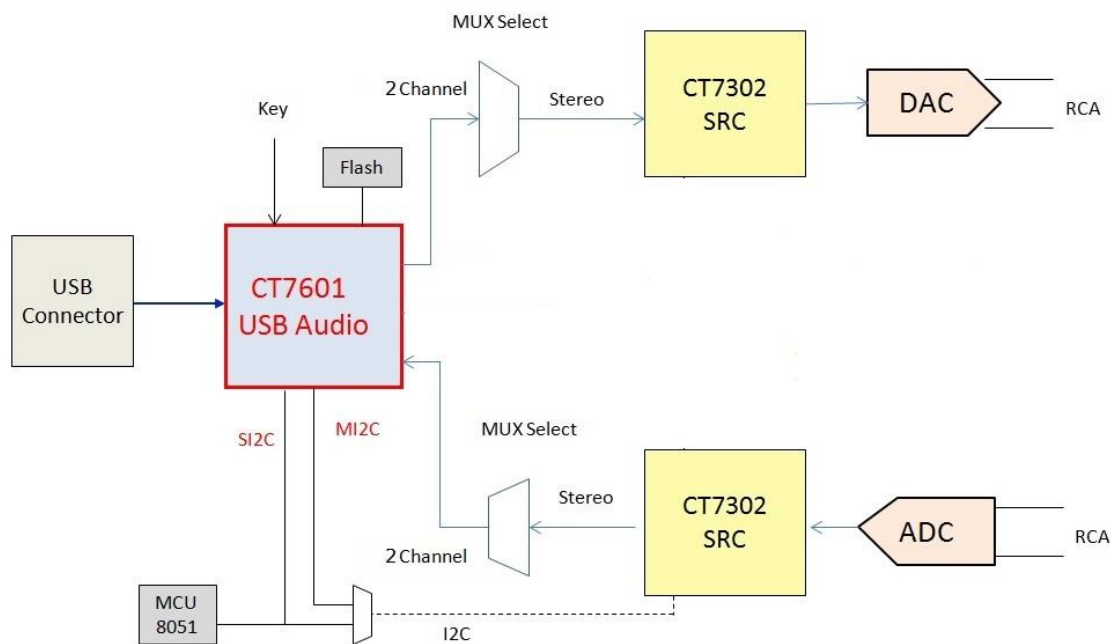 MUX Select
2 Channel
Stereo
CT7302
SRC
DAC
RCA
Key
Flash
USB
Connector
CT7601
USB Audio
SI2C
MI2C
MUX Select
2 Channel
Stereo
CT7302
SRC
ADC
RCA
MCU
8051
I2C